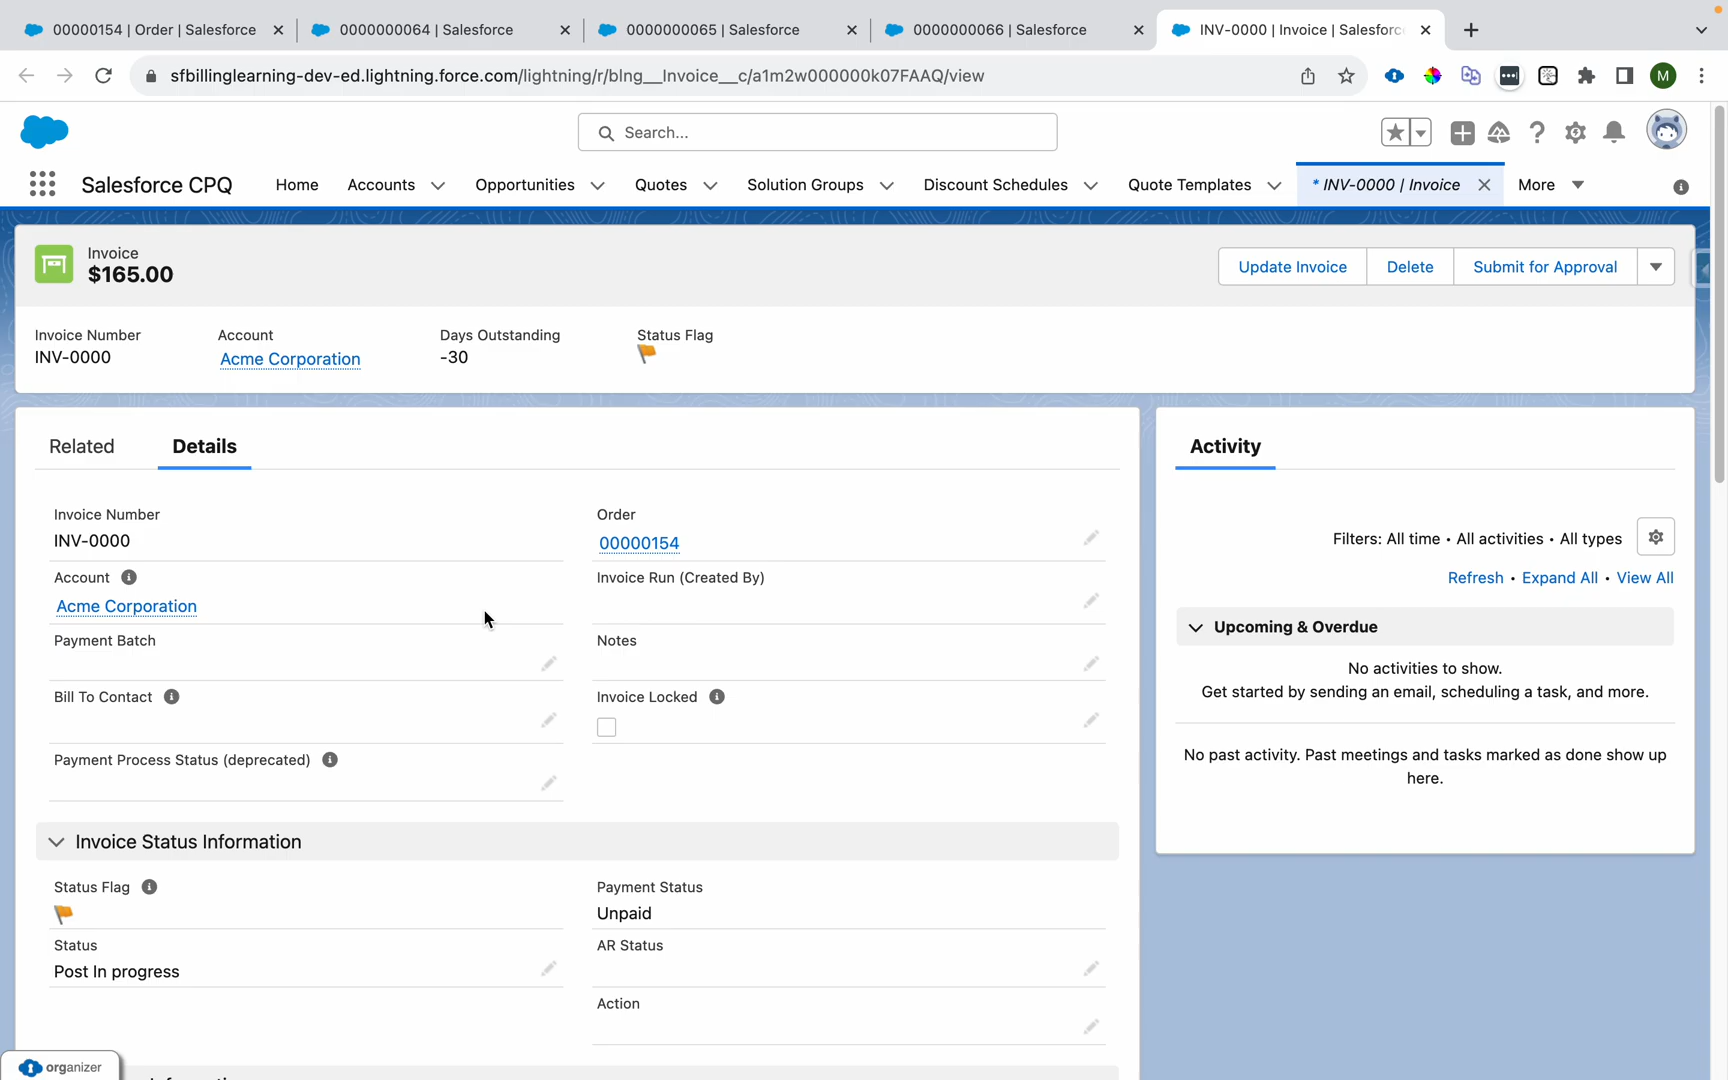 00000154 | Order | Salesforce
0000000064 | Salesforce
0000000065 | Salesforce
0000000066 | Salesforce
INV-0000 | Invoice | Salesforc
sfbillinglearning-dev-ed.lightning.force.com/lightning/r/blng__Invoice__c/a1m2w000000k07FAAQ/view
M
Search...
Salesforce CPQ
Home
Accounts
Opportunities
Quotes
Solution Groups
Discount Schedules
Quote Templates
* INV-0000 | Invoice
More
Invoice
$165.00
Update Invoice
Delete
Submit for Approval
Invoice Number
INV-0000
Account
Acme Corporation
Days Outstanding
-30
Status Flag
Related
Details
Invoice Number
INV-0000
Order
00000154
Account
Acme Corporation
Invoice Run (Created By)
Payment Batch
Notes
Bill To Contact
Invoice Locked
Payment Process Status (deprecated)
Invoice Status Information
Status Flag
Payment Status
Unpaid
Status
Post In progress
AR Status
Action
Activity
Filters: All time • All activities • All types
Refresh • Expand All • View All
Upcoming & Overdue
No activities to show.
Get started by sending an email, scheduling a task, and more.
No past activity. Past meetings and tasks marked as done show up
here.
organizer